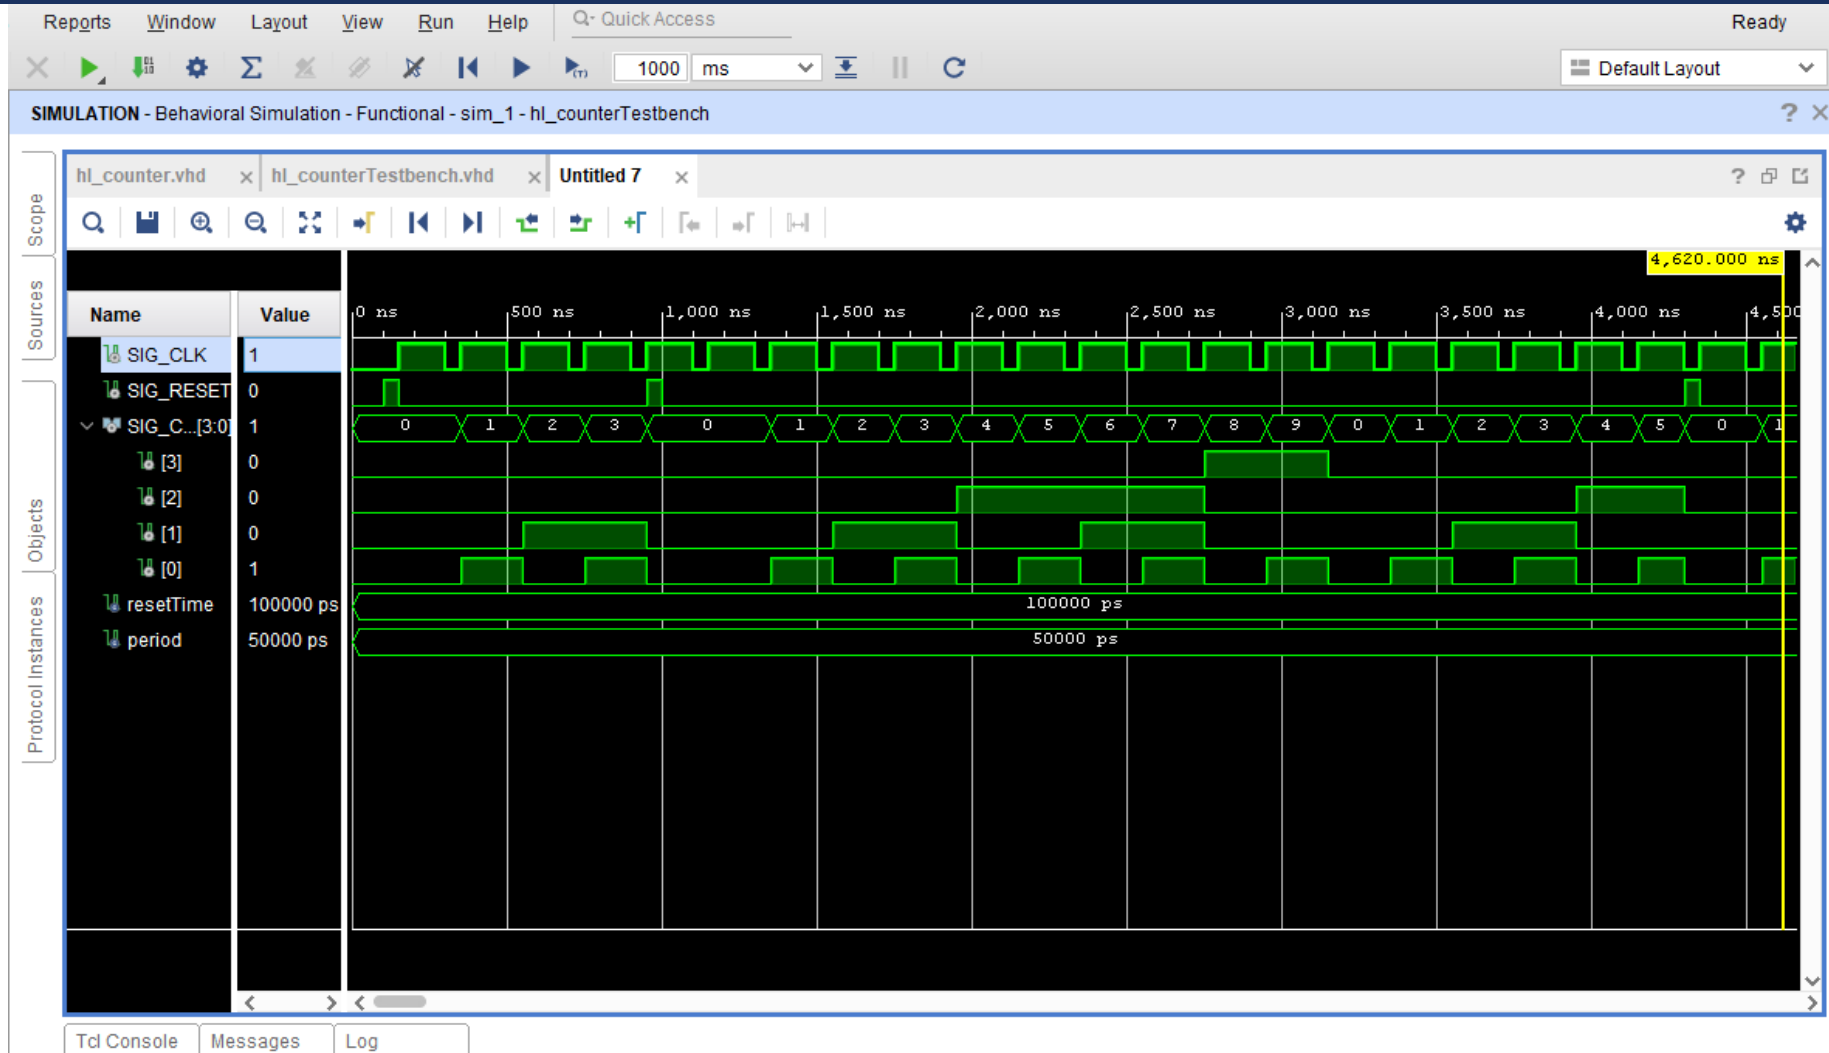 Reports Window Layout View Run Help Q- Quick Access Ready
1000 ms Default Layout
SIMULATION - Behavioral Simulation - Functional - sim_1 - hl_counterTestbench
hl_counter.vhd hl_counterTestbench.vhd Untitled 7
Scope
Sources
Objects
Protocol Instances
4,620.000 ns
Name Value 0 ns 500 ns 1,000 ns 1,500 ns 2,000 ns 2,500 ns 3,000 ns 3,500 ns 4,000 ns 4,500
SIG_CLK 1
SIG_RESET 0
SIG_C...[3:0] 1 0 1 2 3 0 1 2 3 4 5 6 7 8 9 0 1 2 3 4 5 0 1
[3] 0
[2] 0
[1] 0
[0] 1
resetTime 100000 ps 100000 ps
period 50000 ps 50000 ps
Tcl Console Messages Log